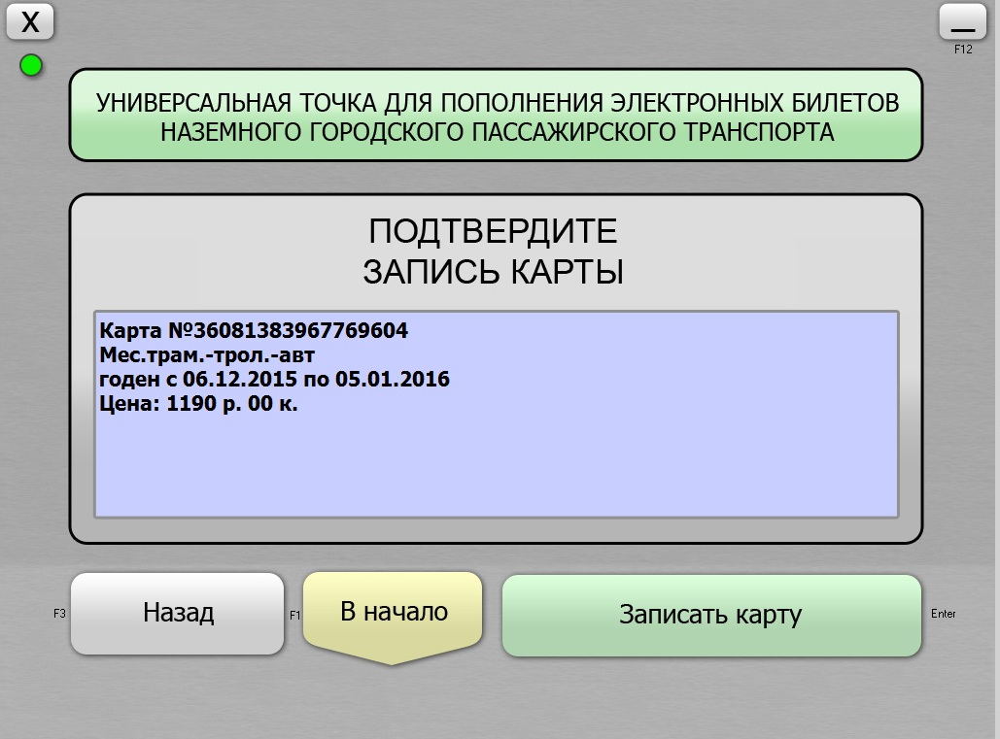 X
F12
УНИВЕРСАЛЬНАЯ ТОЧКА ДЛЯ ПОПОЛНЕНИЯ ЭЛЕКТРОННЫХ БИЛЕТОВ
НАЗЕМНОГО ГОРОДСКОГО ПАССАЖИРСКОГО ТРАНСПОРТА
ПОДТВЕРДИТЕ
ЗАПИСЬ КАРТЫ
Карта №36081383967769604
Мес.трам.-трол.-авт
годен с 06.12.2015 по 05.01.2016
Цена: 1190 р. 00 к.
F3
Назад
F1
В начало
Записать карту
Enter